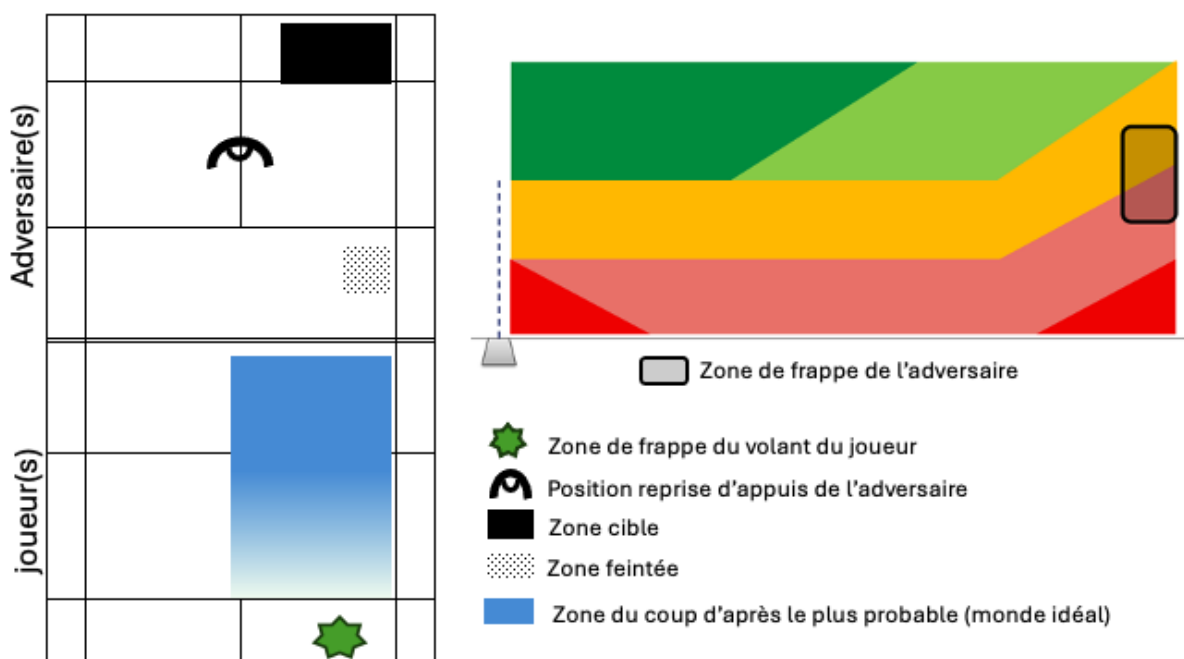 Adversaire(s)
joueur(s)
Zone de frappe de l'adversaire
Zone de frappe du volant du joueur
Position reprise d'appuis de l'adversaire
Zone cible
Zone feintée
Zone du coup d'après le plus probable (monde idéal)